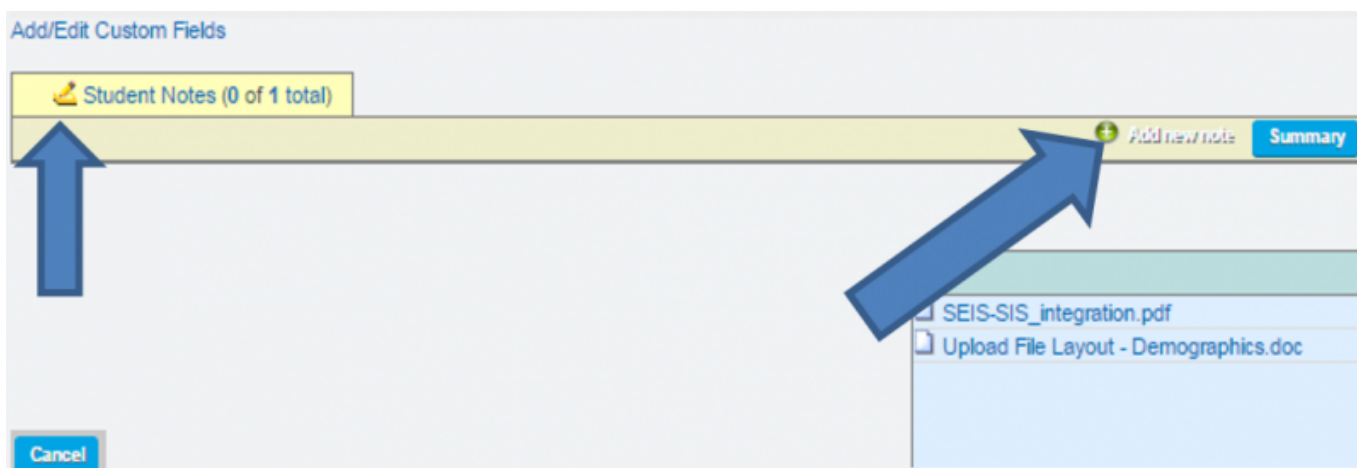 Add/Edit Custom Fields
Student Notes (0 of 1 total)
Add new note Summary
SEIS-SIS_integration.pdf
Upload File Layout - Demographics.doc
Cancel